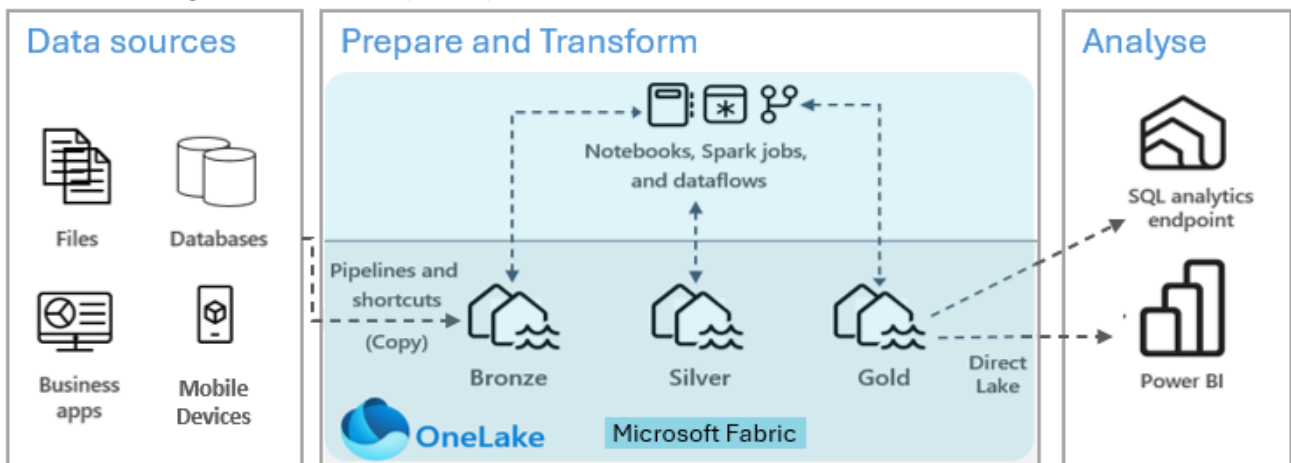 Data sources
Files
Databases
Business
apps
Mobile
Devices
Prepare and Transform
Notebooks, Spark jobs,
and dataflows
Pipelines and
shortcuts
(Copy)
Bronze
Silver
Gold
Direct
Lake
OneLake
Microsoft Fabric
Analyse
SQL analytics
endpoint
Power BI